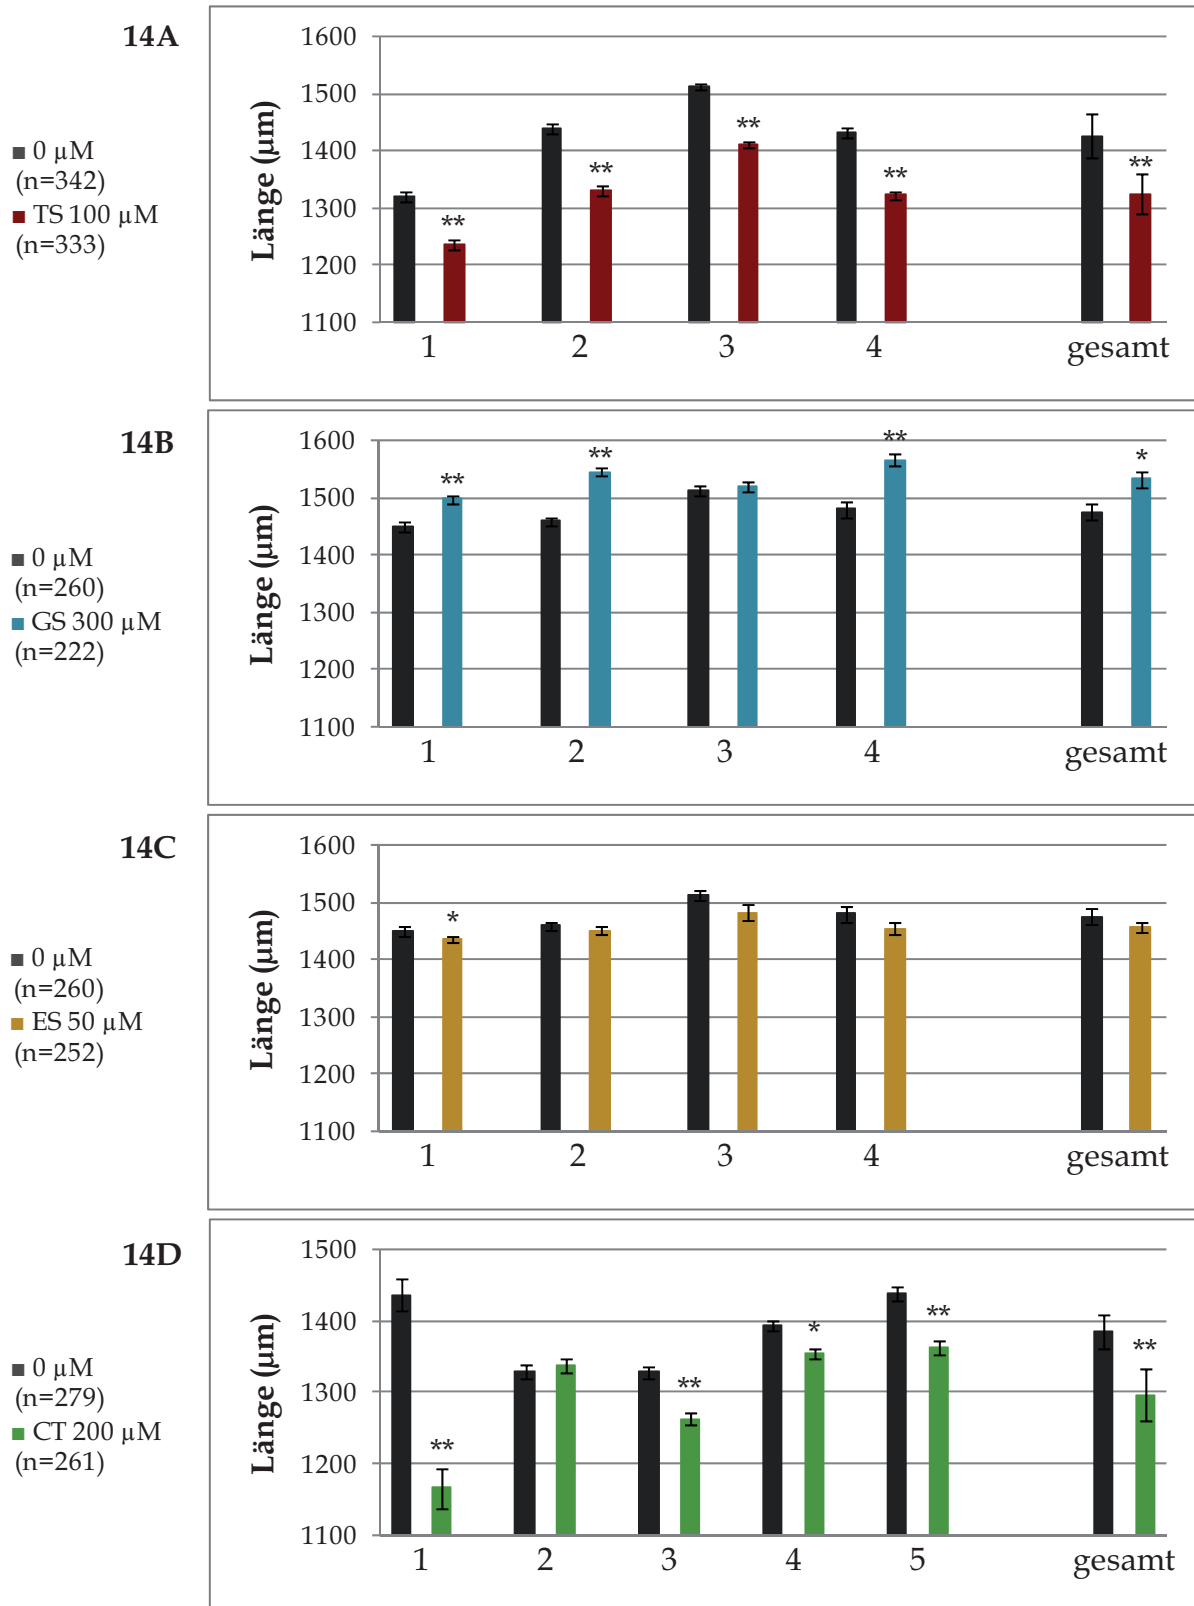 14A
0 µM
(n=342)
TS 100 µM
(n=333)
Länge (µm)
1600
1500
1400
1300
1200
1100
** ** ** ** **
1 2 3 4 gesamt
14B
0 µM
(n=260)
GS 300 µM
(n=222)
Länge (µm)
1600
1500
1400
1300
1200
1100
** ** ** *
1 2 3 4 gesamt
14C
0 µM
(n=260)
ES 50 µM
(n=252)
Länge (µm)
1600
1500
1400
1300
1200
1100
*
1 2 3 4 gesamt
14D
0 µM
(n=279)
CT 200 µM
(n=261)
Länge (µm)
1500
1400
1300
1200
1100
** ** * ** **
1 2 3 4 5 gesamt